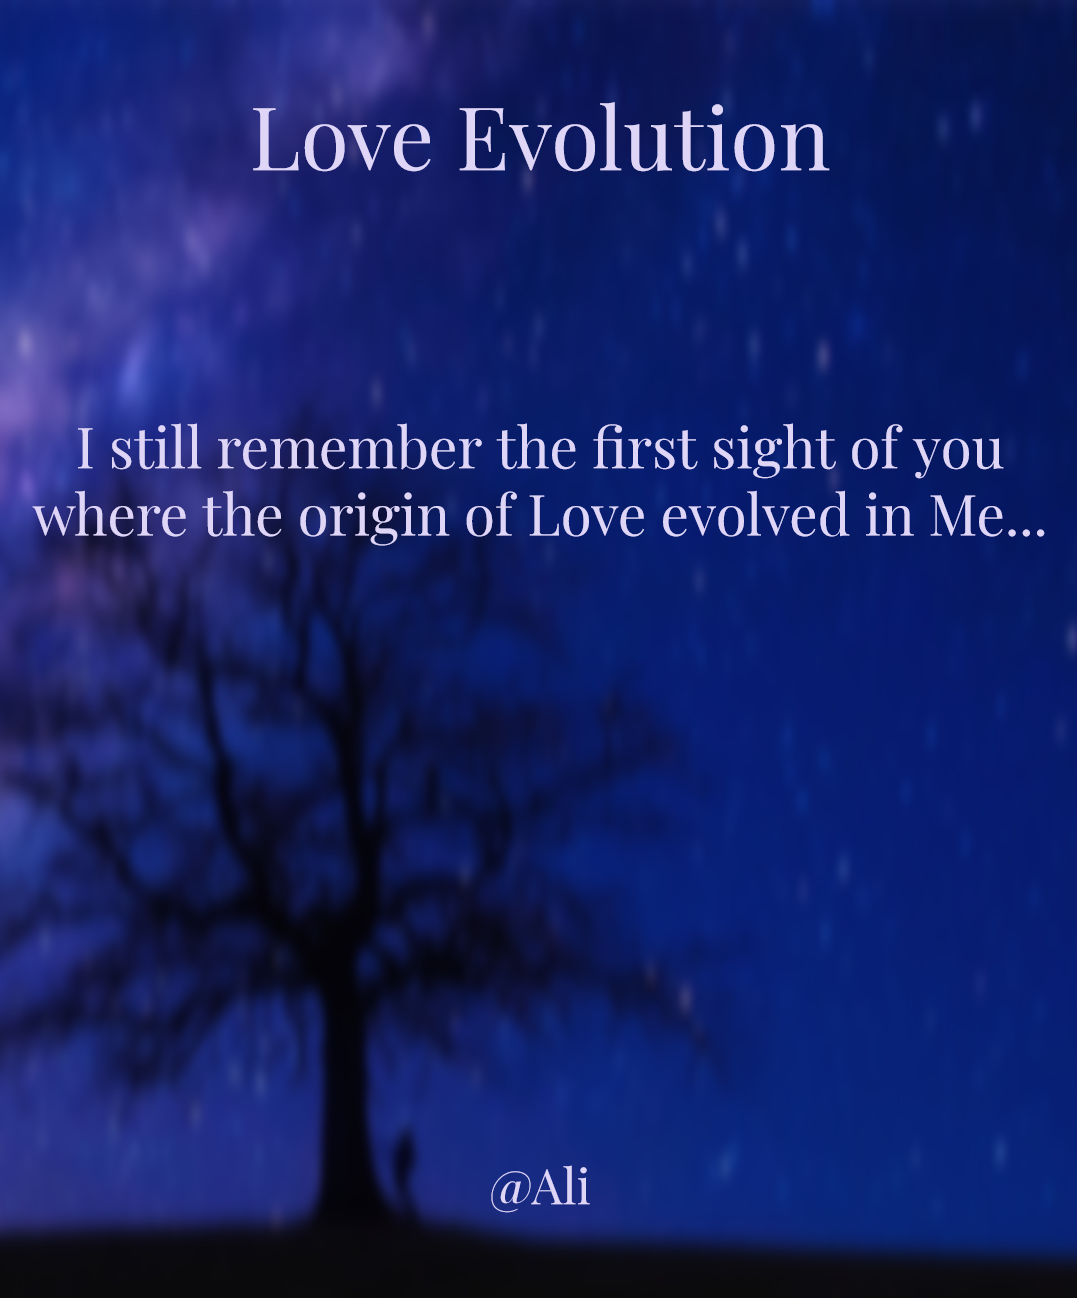 Love Evolution
I still remember the first sight of you
where the origin of Love evolved in Me...
@Ali